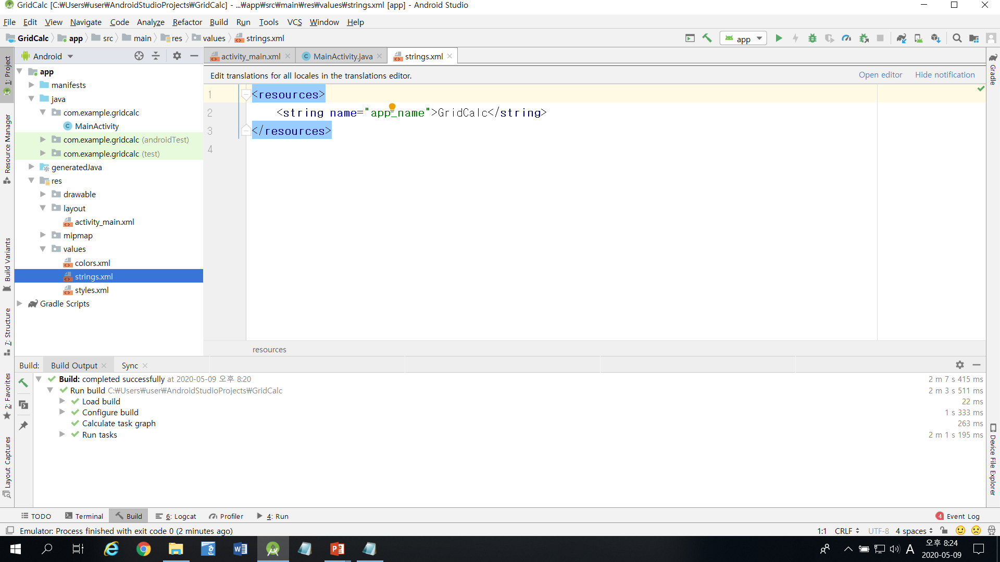 GridCalc [C:₩Users₩user₩AndroidStudioProjects₩GridCalc] - ...₩app₩src₩main₩res₩values₩strings.xml [app] - Android Studio
File Edit View Navigate Code Analyze Refactor Build Run Tools VCS Window Help
GridCalc app src main res values strings.xml
app
Android
activity_main.xml MainActivity.java strings.xml
Edit translations for all locales in the translations editor.
Open editor Hide notification
1: Project
Resource Manager
Build Variants
7: Structure
2: Favorites
Layout Captures
app
manifests
java
com.example.gridcalc
MainActivity
com.example.gridcalc (androidTest)
com.example.gridcalc (test)
generatedJava
res
drawable
layout
activity_main.xml
mipmap
values
colors.xml
strings.xml
styles.xml
Gradle Scripts
1 <resources>
2 <string name="app_name">GridCalc</string>
3 </resources>
4
resources
Gradle
Device File Explorer
Build: Build Output Sync
Build: completed successfully at 2020-05-09 오후 8:20 2 m 7 s 415 ms
Run build C:₩Users₩user₩AndroidStudioProjects₩GridCalc 2 m 3 s 511 ms
Load build 22 ms
Configure build 1 s 333 ms
Calculate task graph 263 ms
Run tasks 2 m 1 s 195 ms
TODO Terminal Build 6: Logcat Profiler 4: Run 4 Event Log
Emulator: Process finished with exit code 0 (2 minutes ago) 1:1 CRLF UTF-8 4 spaces
A 오후 8:24
2020-05-09